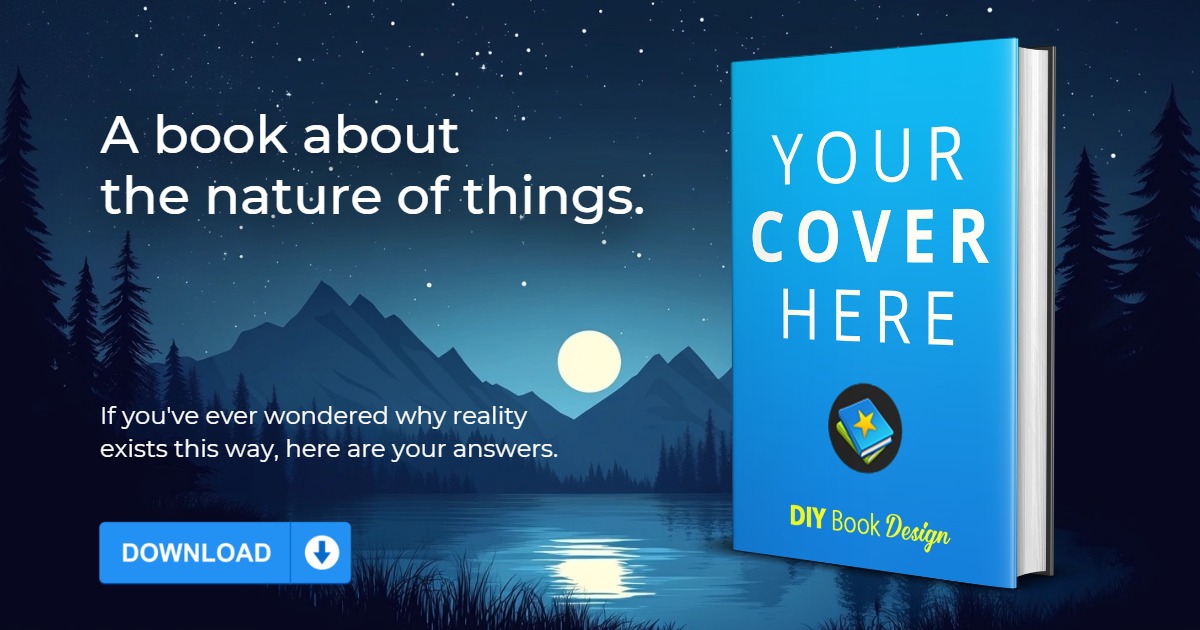 A book about
the nature of things.
If you've ever wondered why reality
exists this way, here are your answers.
DOWNLOAD
YOUR
COVER
HERE
DIY Book Design